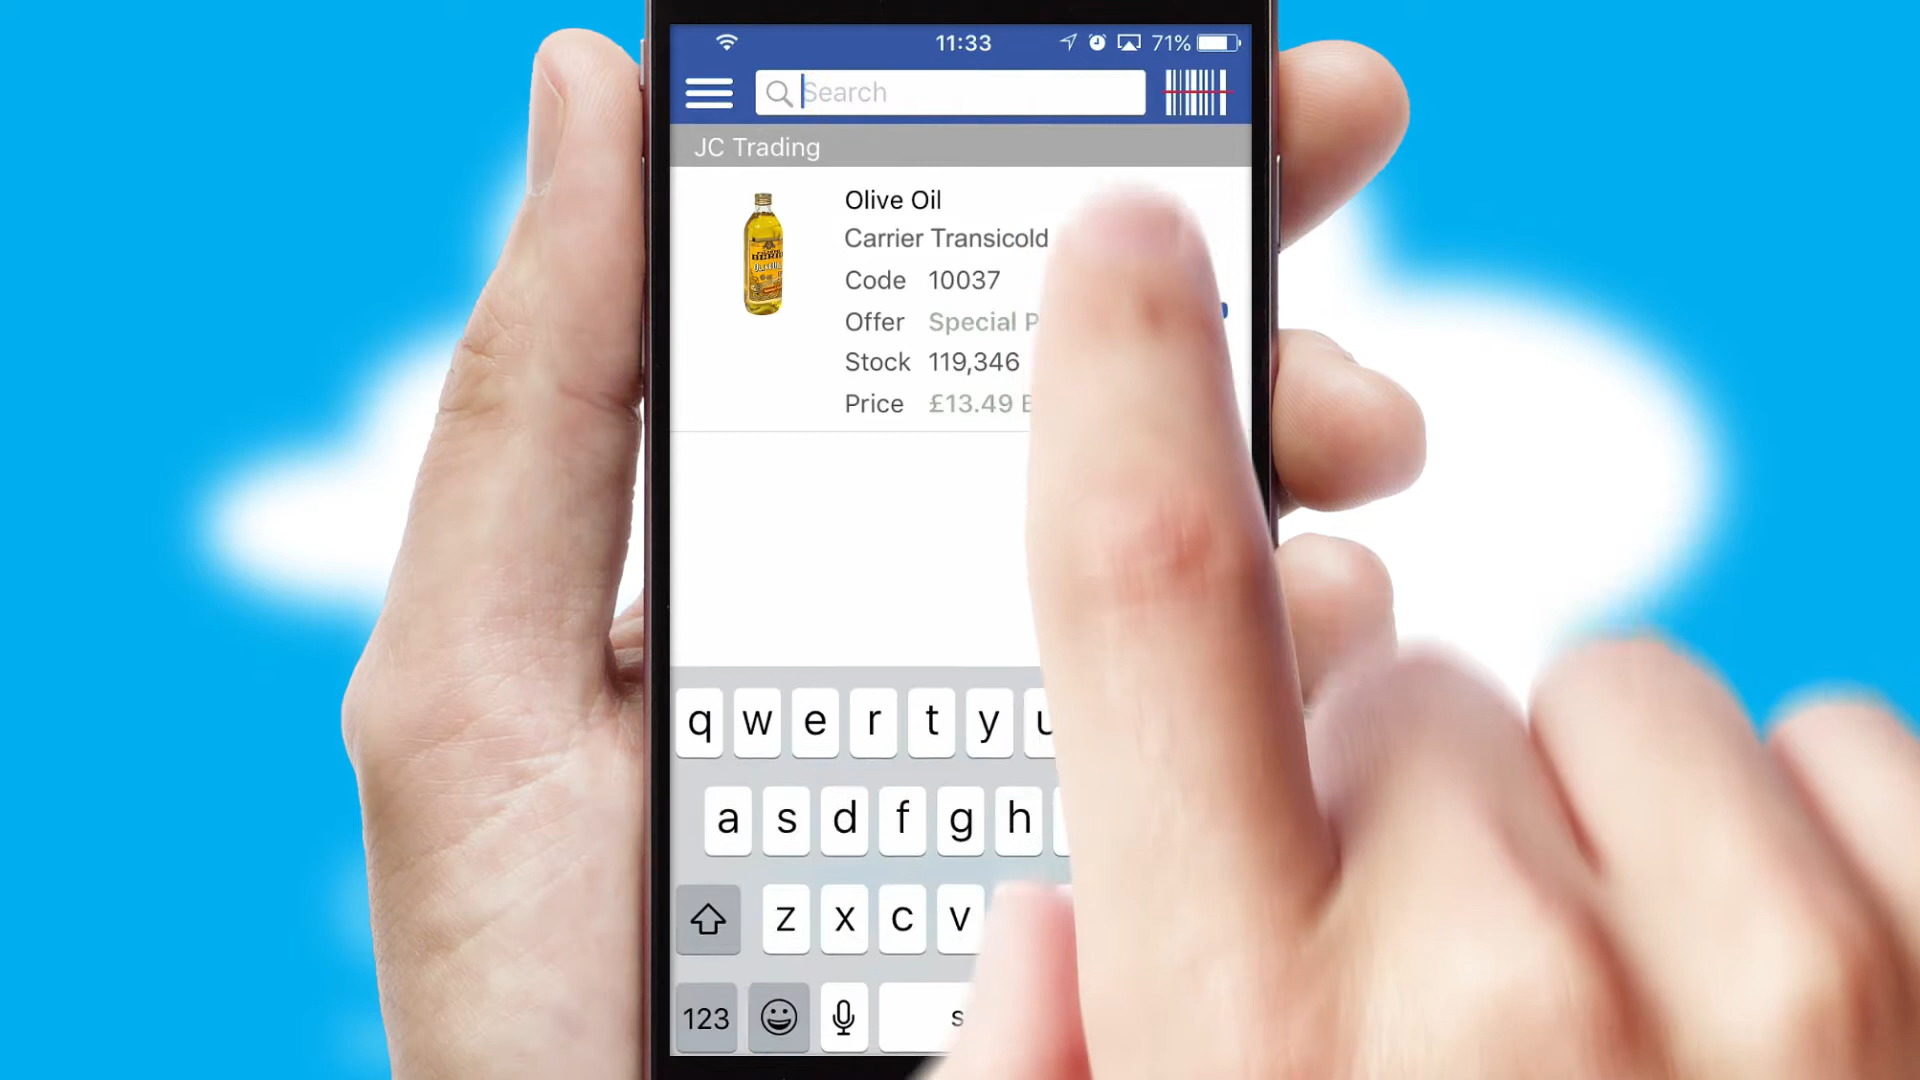 11:33 71%
Search
JC Trading
Olive Oil
Carrier Transicold
Code 10037
Offer Special
Stock 119,346
Price £13.49
q w e r t y u
a s d f g h
z x c v
123